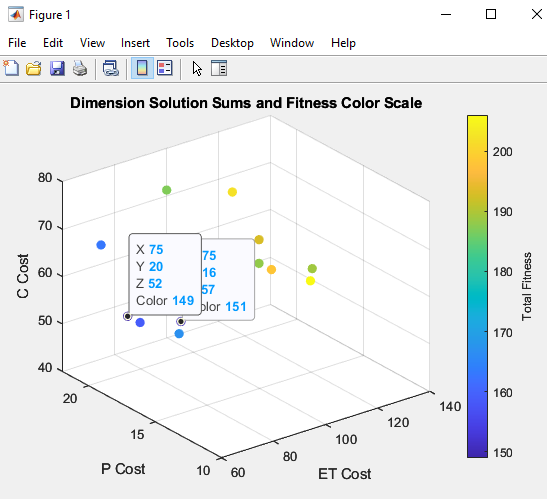 Figure 1
File Edit View Insert Tools Desktop Window Help
Dimension Solution Sums and Fitness Color Scale
80
70
60
50
40
C Cost
X 75
Y 20
Z 52
Color 149
75
16
57
olor 151
20
15
10
P Cost
60
80
100
120
140
ET Cost
200
190
180
170
160
150
Total Fitness